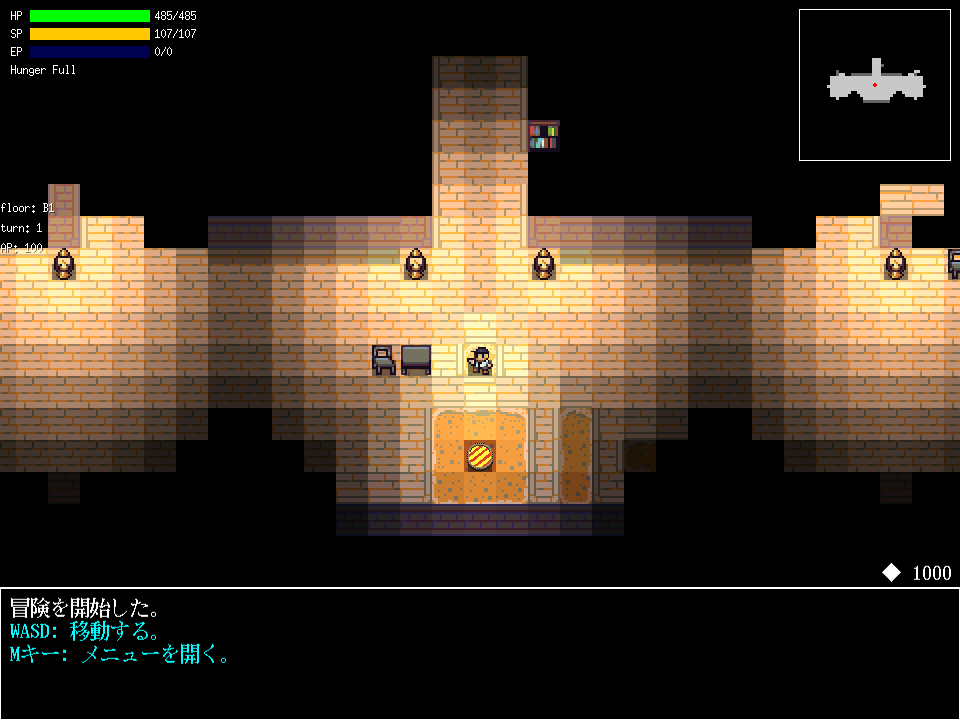 HP 485/485
SP 107/107
EP 0/0
Hunger Full
floor: B1
turn: 1
AP: 100
1000
冒険を開始した。
WASD: 移動する。
Mキー: メニューを開く。